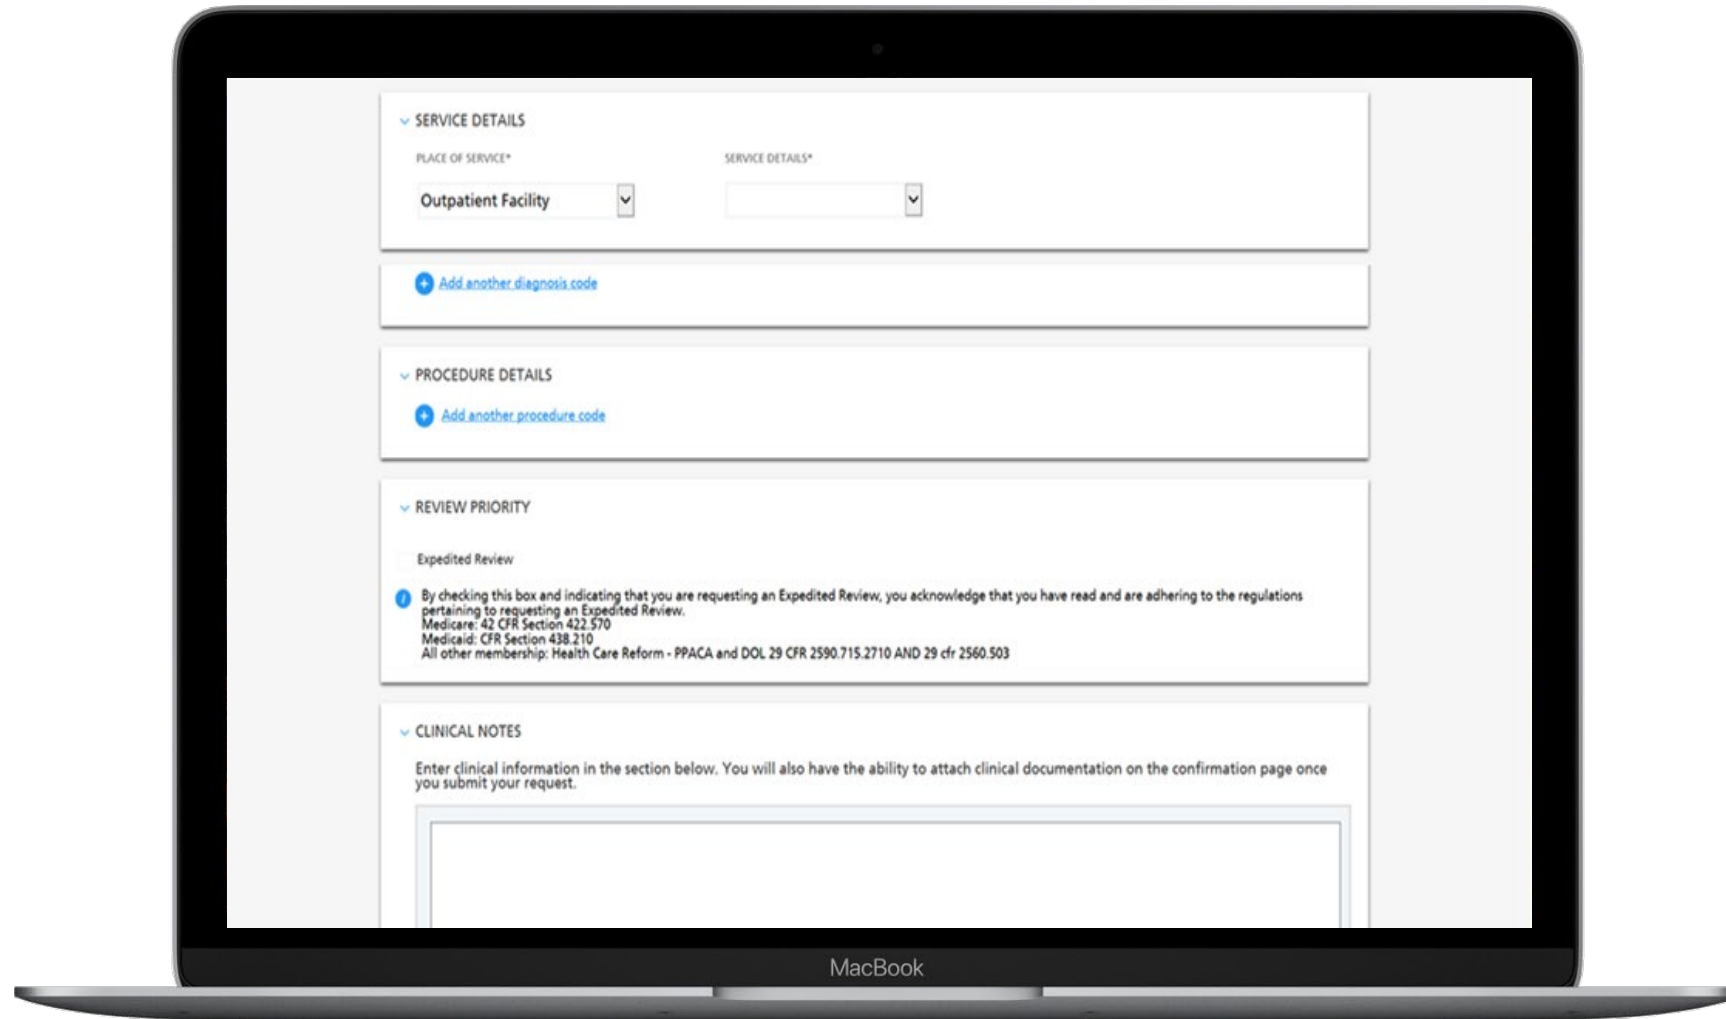 SERVICE DETAILS
PLACE OF SERVICE* SERVICE DETAILS*
Outpatient Facility
Add another diagnosis code
PROCEDURE DETAILS
Add another procedure code
REVIEW PRIORITY
Expedited Review
By checking this box and indicating that you are requesting an Expedited Review, you acknowledge that you have read and are adhering to the regulations
pertaining to requesting an Expedited Review.
Medicare: 42 CFR Section 422.570
Medicaid: CFR Section 438.210
All other membership: Health Care Reform - PPACA and DOL 29 CFR 2590.715.2710 AND 29 cfr 2560.503
CLINICAL NOTES
Enter clinical information in the section below. You will also have the ability to attach clinical documentation on the confirmation page once
you submit your request.
MacBook